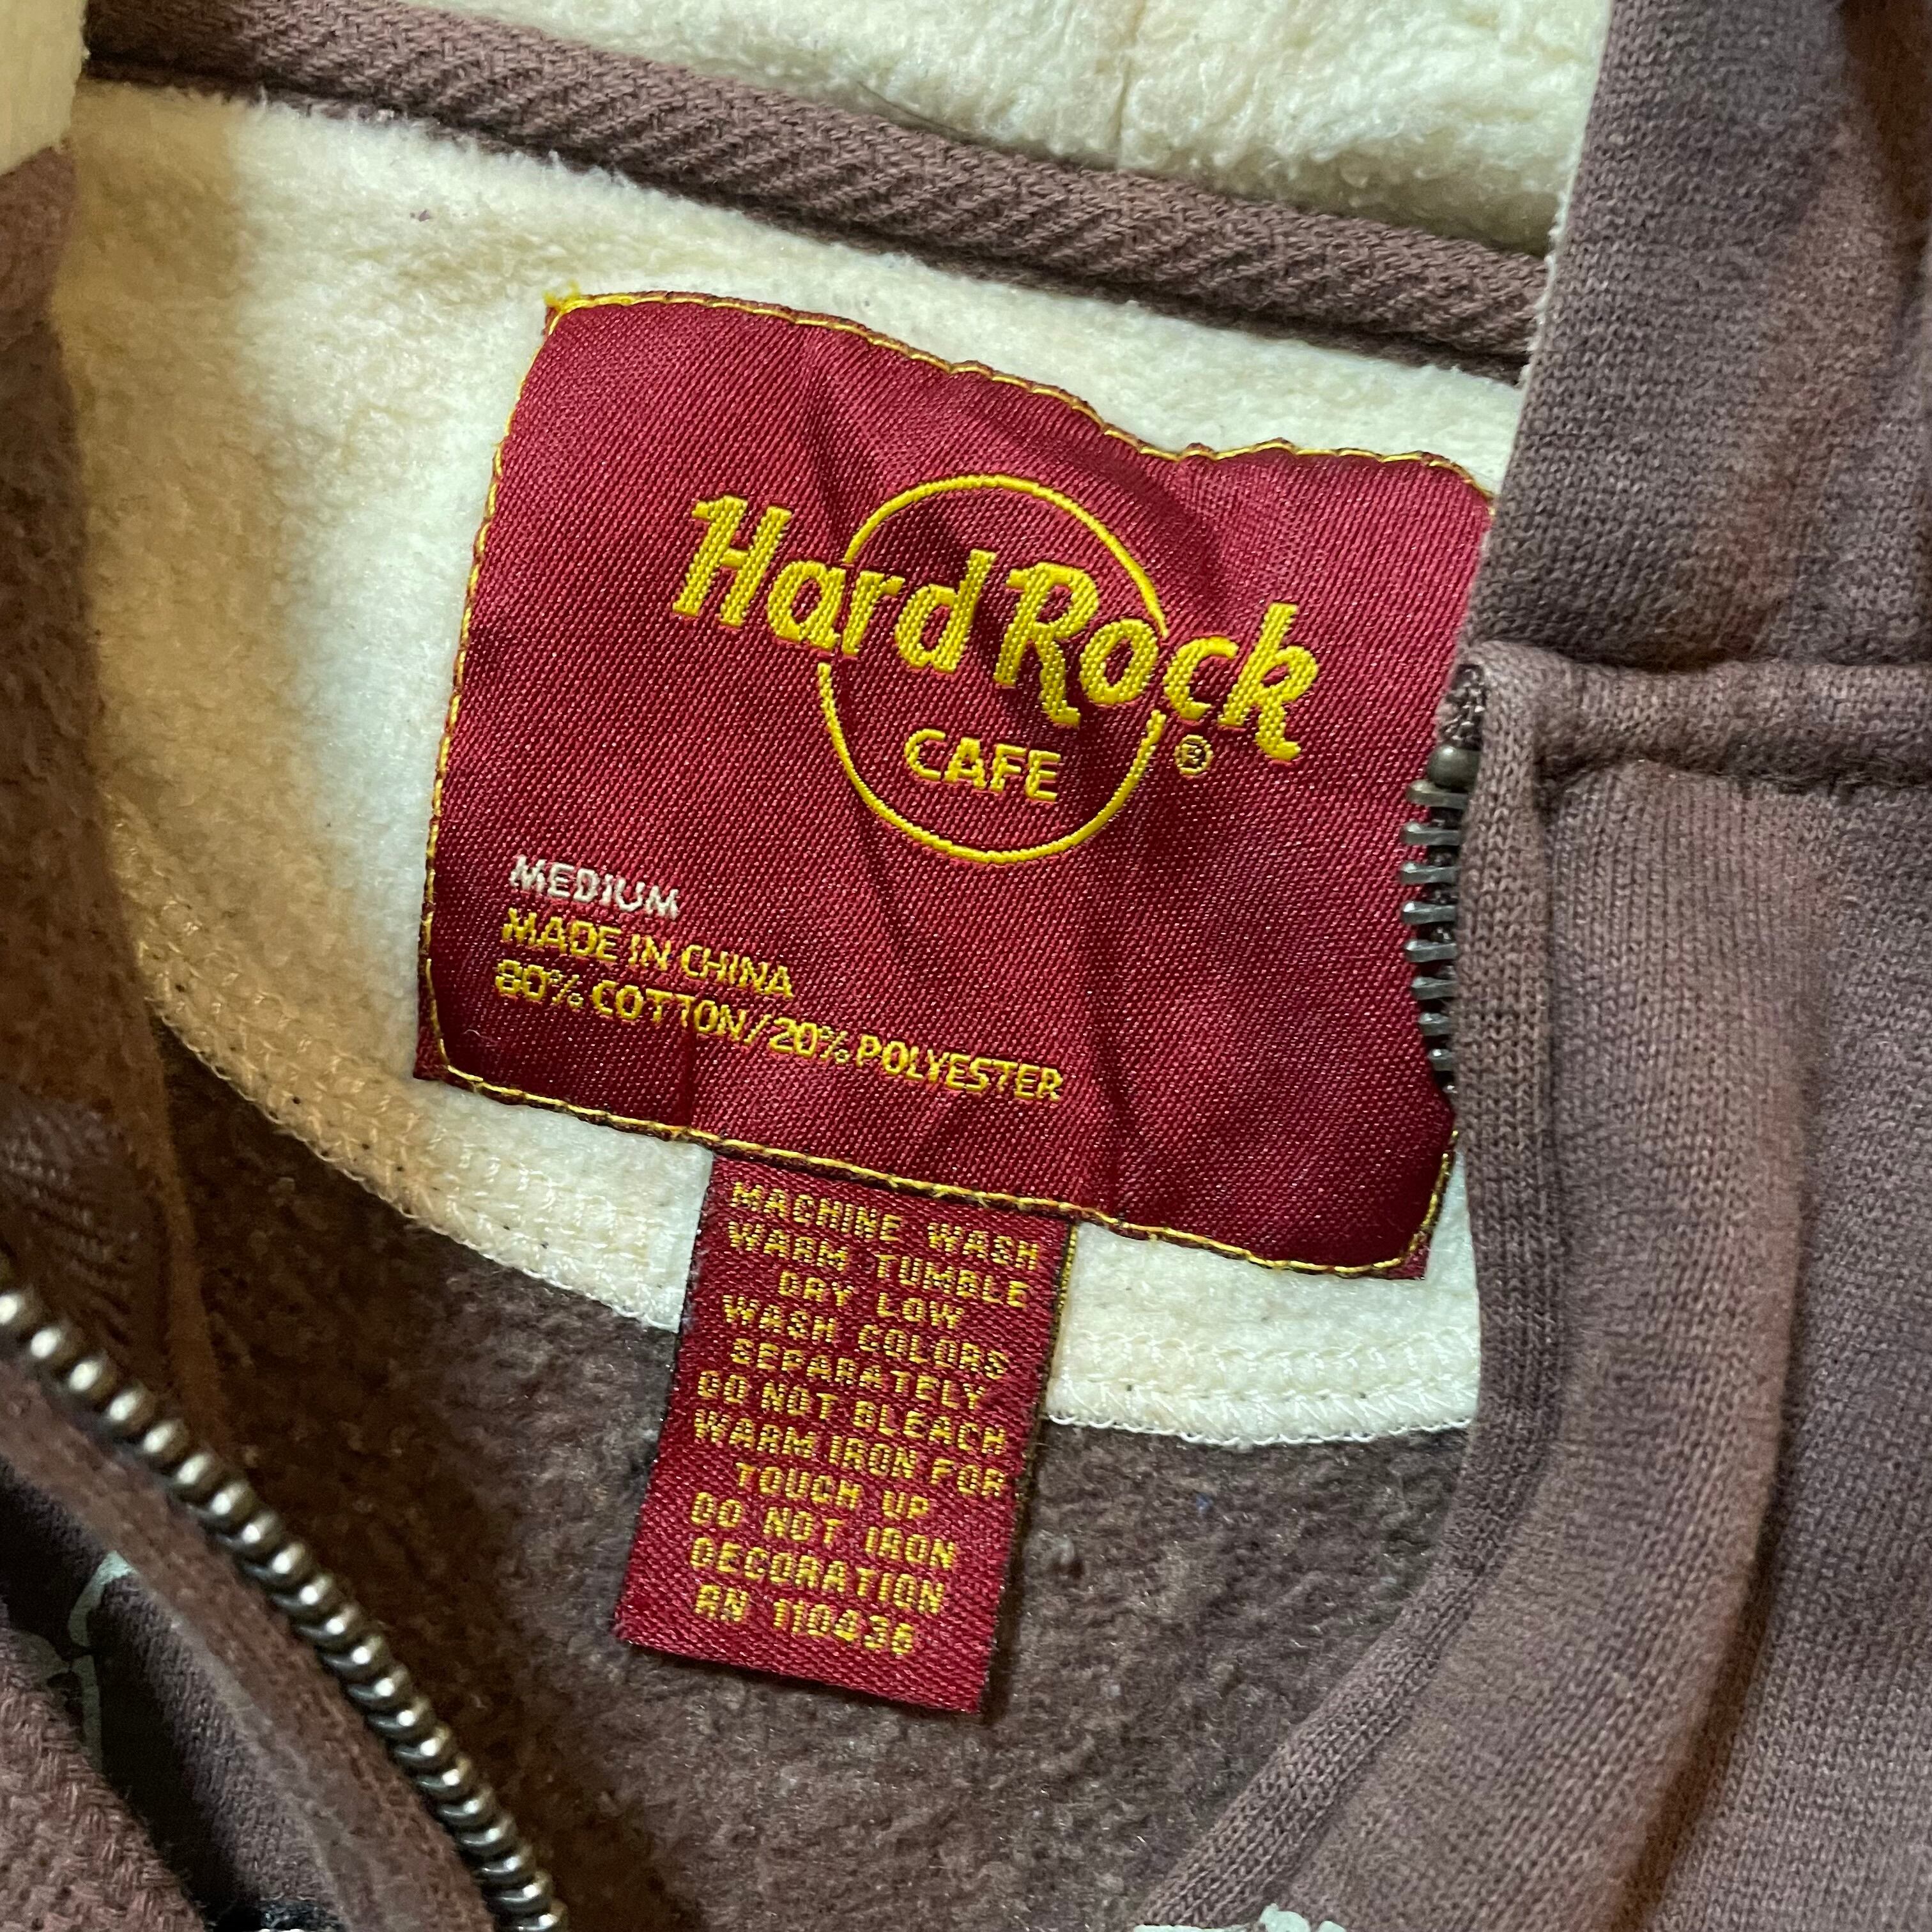 Hard Rock
CAFE
®
MEDIUM
MADE IN CHINA
80% COTTON/20% POLYESTER
MACHINE WASH
WARM TUMBLE
DRY LOW
WASH COLORS
SEPARATELY
DO NOT BLEACH
WARM IRON FOR
TOUCH UP
DO NOT IRON
DECORATION
RN 110436